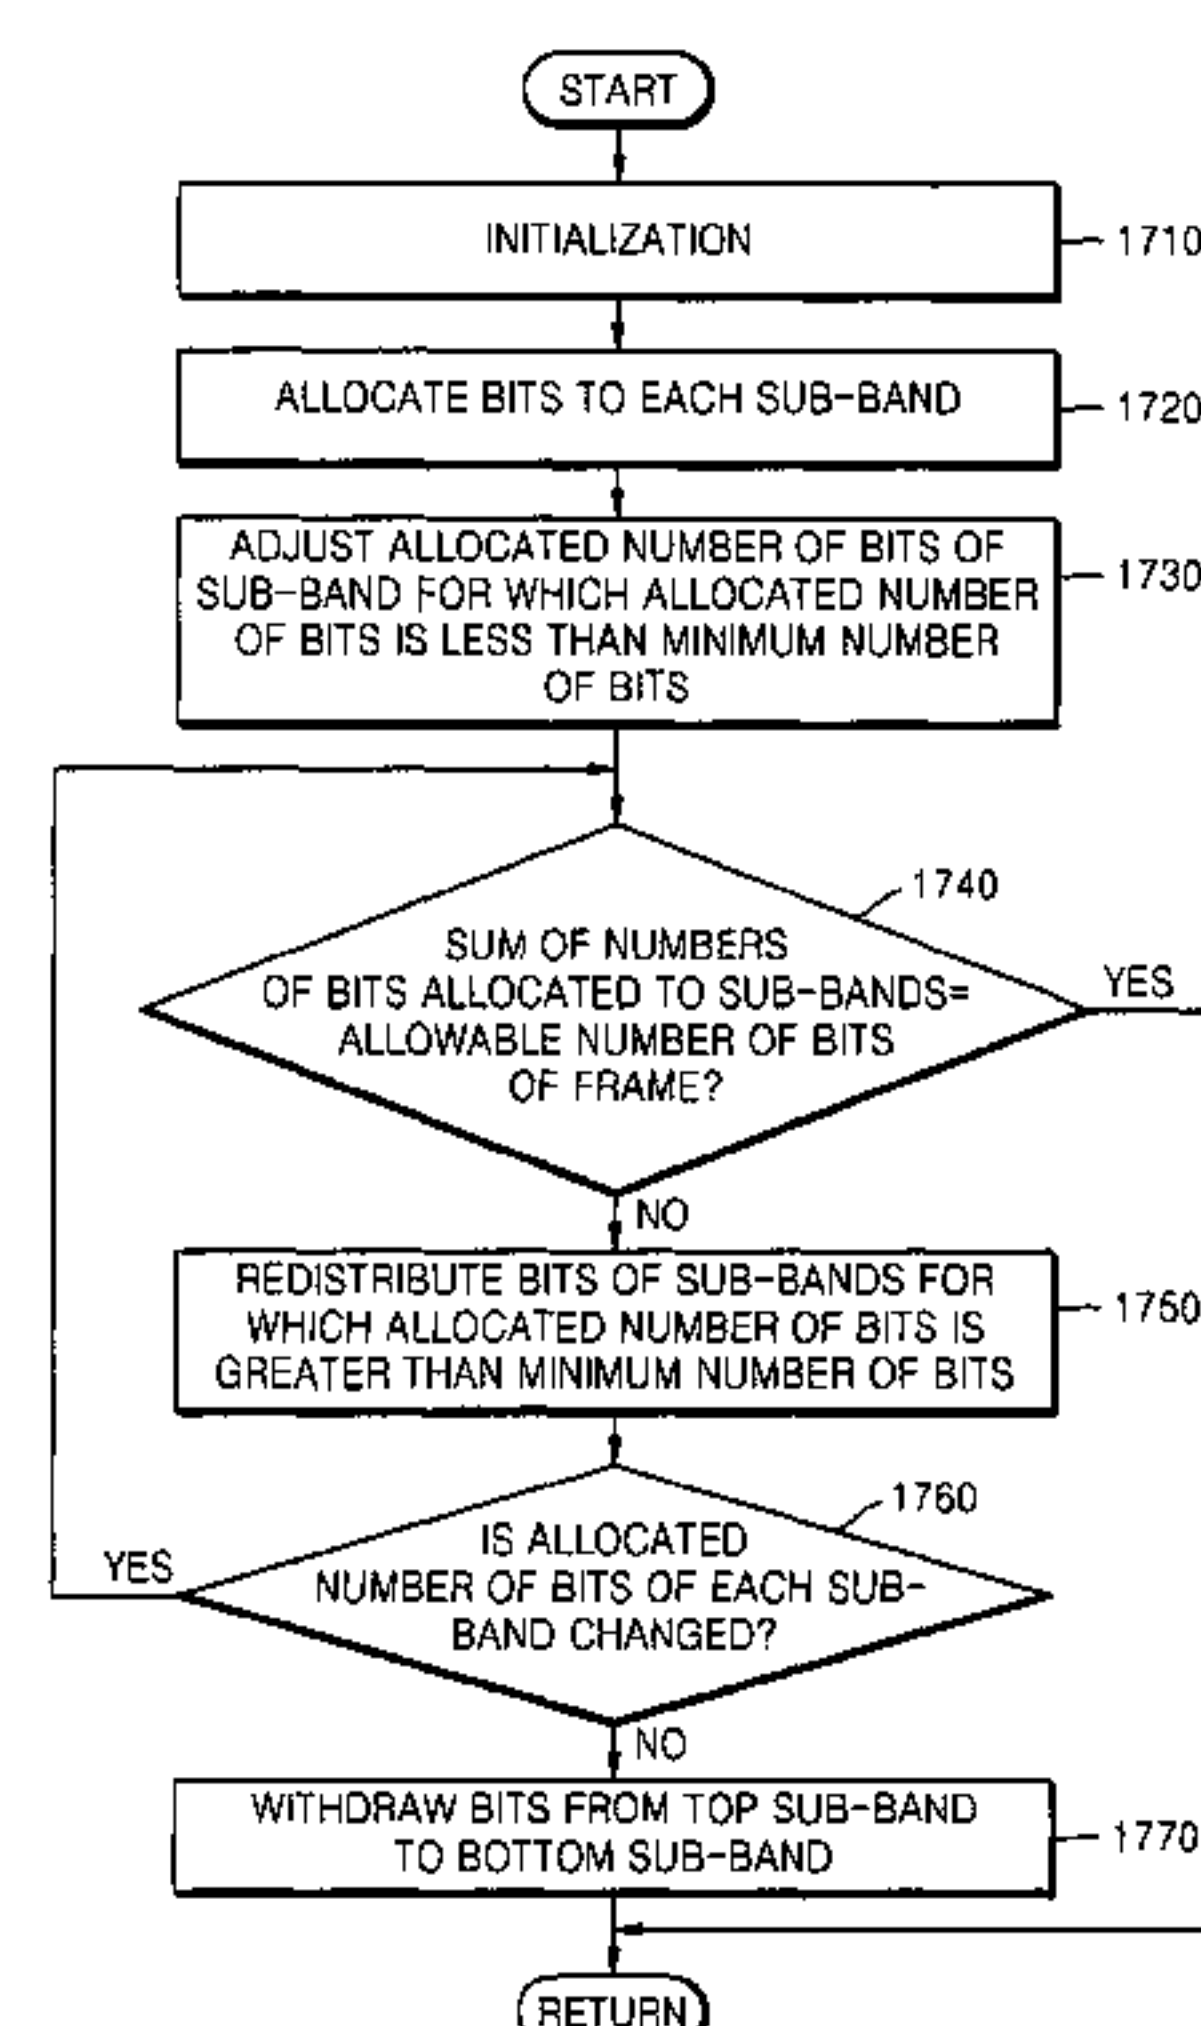 START
INITIALIZATION
1710
ALLOCATE BITS TO EACH SUB-BAND
1720
ADJUST ALLOCATED NUMBER OF BITS OF
SUB-BAND FOR WHICH ALLOCATED NUMBER
OF BITS IS LESS THAN MINIMUM NUMBER
OF BITS
1730
1740
SUM OF NUMBERS
OF BITS ALLOCATED TO SUB-BANDS=
ALLOWABLE NUMBER OF BITS
OF FRAME?
YES
NO
REDISTRIBUTE BITS OF SUB-BANDS FOR
WHICH ALLOCATED NUMBER OF BITS IS
GREATER THAN MINIMUM NUMBER OF BITS
1750
1760
IS ALLOCATED
NUMBER OF BITS OF EACH SUB-
BAND CHANGED?
YES
NO
WITHDRAW BITS FROM TOP SUB-BAND
TO BOTTOM SUB-BAND
1770
RETURN